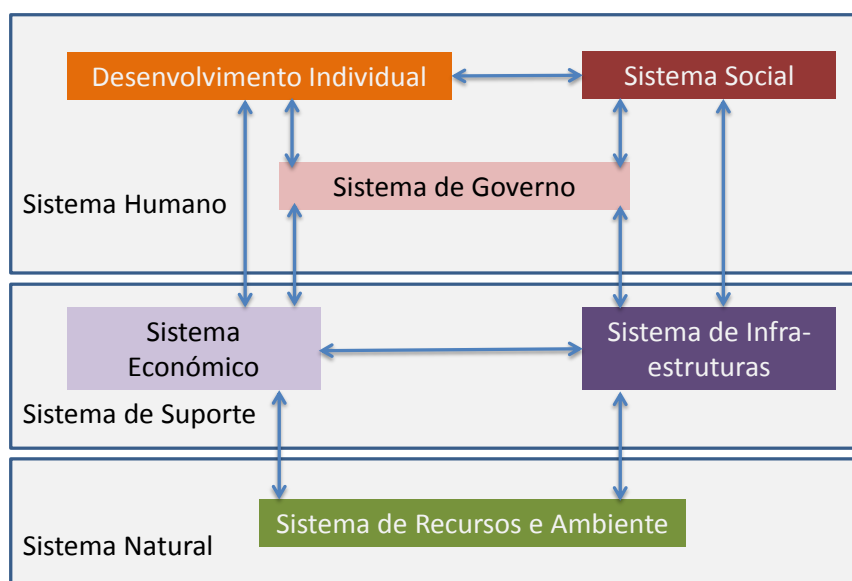 Desenvolvimento Individual
Sistema Social
Sistema de Governo
Sistema Humano
Sistema
Económico
Sistema de Infra-
estruturas
Sistema de Suporte
Sistema de Recursos e Ambiente
Sistema Natural